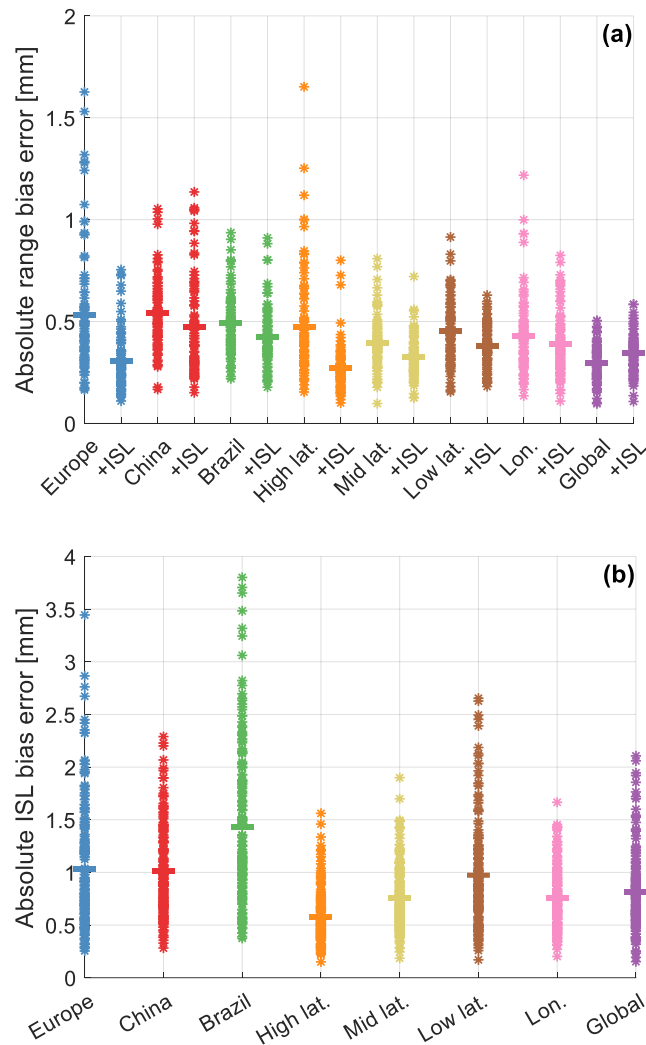 (a)
Absolute range bias error [mm]
2
1.5
1
0.5
0
Europe
+ISL
China
+ISL
Brazil
+ISL
High lat.
+ISL
Mid lat.
+ISL
Low lat.
+ISL
Lon.
+ISL
Global
+ISL
(b)
Absolute ISL bias error [mm]
4
3.5
3
2.5
2
1.5
1
0.5
0
Europe
China
Brazil
High lat.
Mid lat.
Low lat.
Lon.
Global